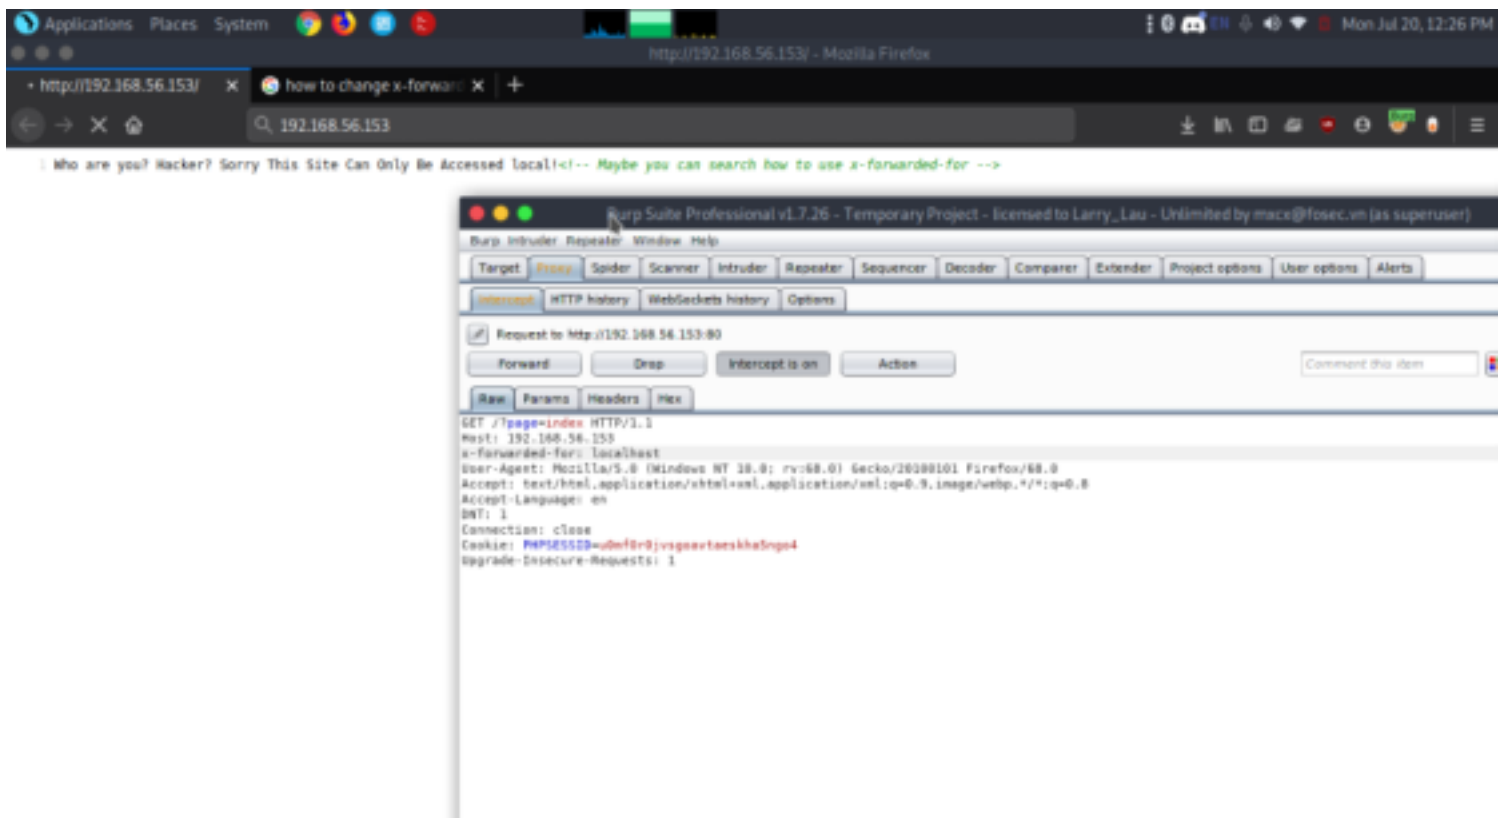 Applications Places System
EN Mon Jul 20, 12:26 PM
http://192.168.56.153/ - Mozilla Firefox
http://192.168.56.153/ × how to change x-forward × +
192.168.56.153
1 Who are you? Hacker? Sorry This Site Can Only Be Accessed local!<!-- Maybe you can search how to use x-forwarded-for -->
Burp Suite Professional v1.7.26 - Temporary Project - licensed to Larry_Lau - Unlimited by mxcx@fosec.vn (as superuser)
Burp Intruder Repeater Window Help
Target Proxy Spider Scanner Intruder Repeater Sequencer Decoder Comparer Extender Project options User options Alerts
Intercept HTTP history WebSockets history Options
Request to http://192.168.56.153:80
Forward Drop Intercept is on Action Comment this item
Raw Params Headers Hex
GET /?page=index HTTP/1.1
Host: 192.168.56.153
x-forwarded-for: localhost
User-Agent: Mozilla/5.0 (Windows NT 10.0; rv:68.0) Gecko/20100101 Firefox/68.0
Accept: text/html,application/xhtml+xml,application/xml;q=0.9,image/webp,*/*;q=0.8
Accept-Language: en
DNT: 1
Connection: close
Cookie: PHPSESSID=
Upgrade-Insecure-Requests: 1